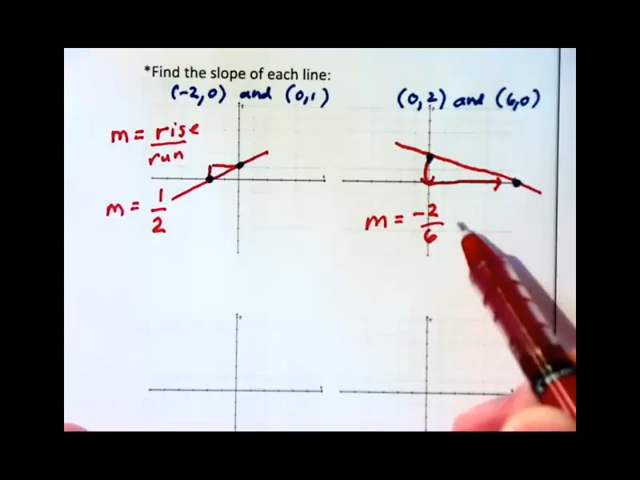 *Find the slope of each line:
(-2,0) and (0,1)
(0,2) and (6,0)
m = rise/run
m = 1/2
m = -2/6